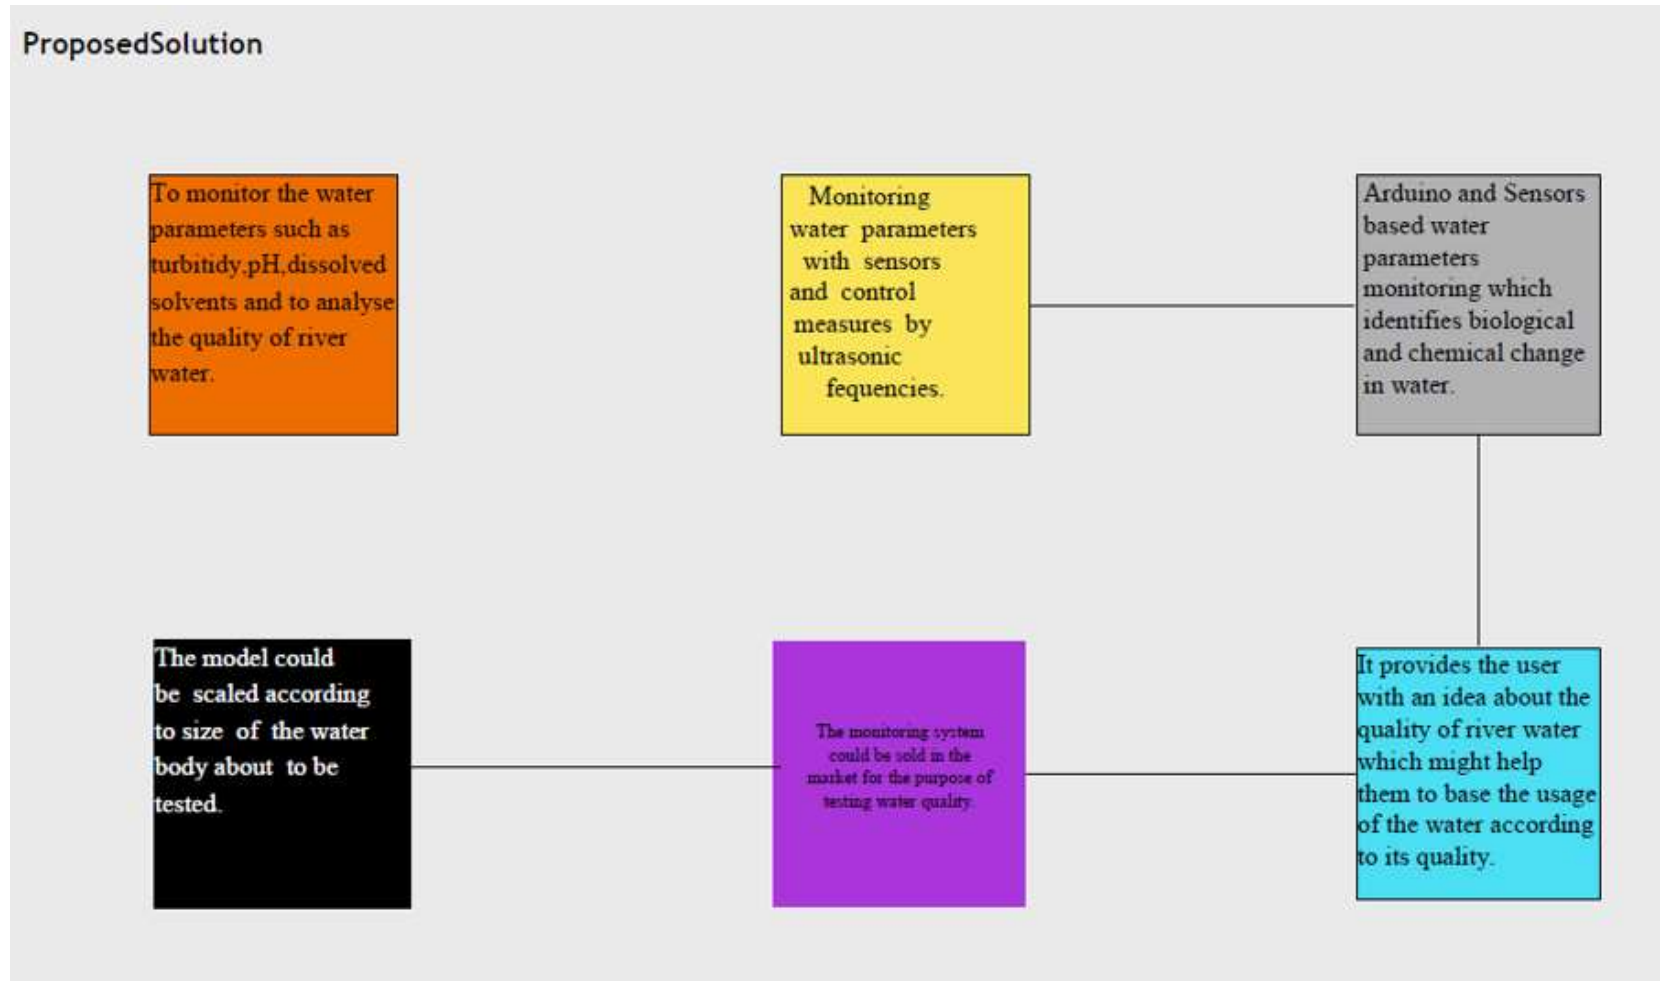 ProposedSolution
To monitor the water
parameters such as
turbitidy,pH,dissolved
solvents and to analyse
the quality of river
water.
Monitoring
water parameters
with sensors
and control
measures by
ultrasonic
fequencies.
Arduino and Sensors
based water
parameters
monitoring which
identifies biological
and chemical change
in water.
The model could
be scaled according
to size of the water
body about to be
tested.
The monitoring system
could be sold in the
market for the purpose of
testing water quality.
It provides the user
with an idea about the
quality of river water
which might help
them to base the usage
of the water according
to its quality.